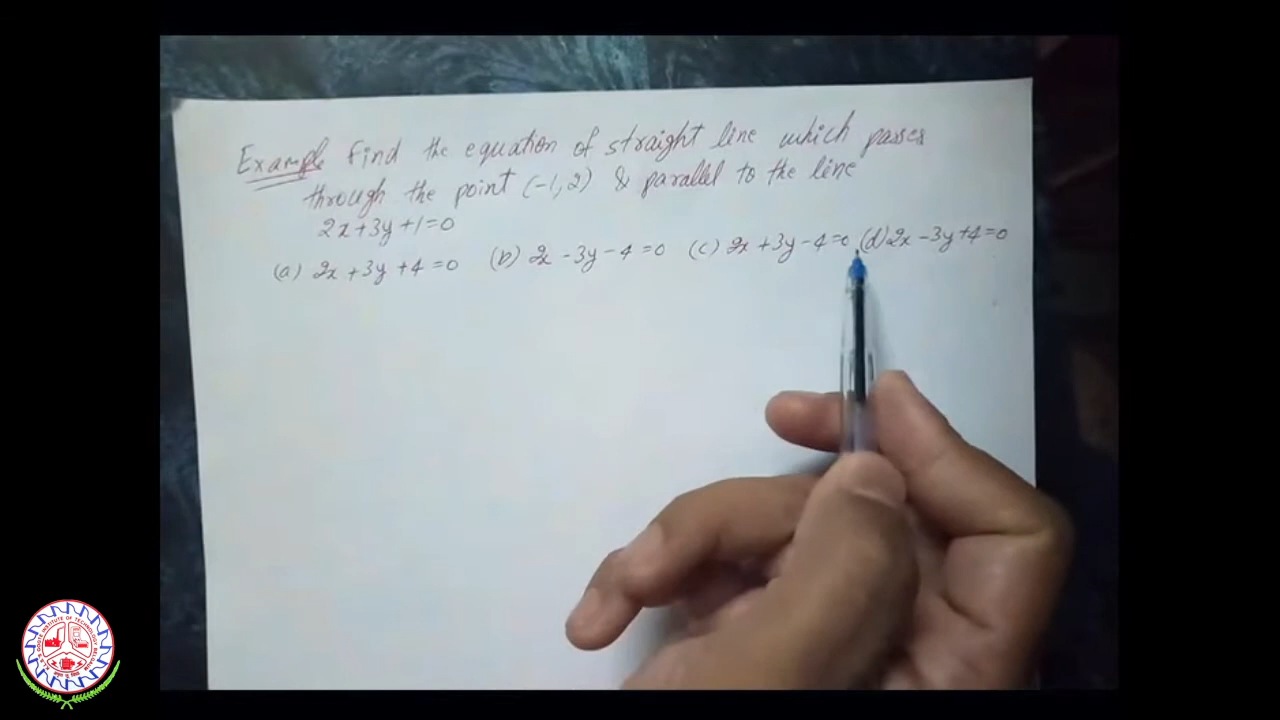 Example Find the equation of straight line which passes
through the point (-1,2) & parallel to the line
2x+3y+1=0
(a) 2x+3y+4=0 (b) 2x-3y-4=0 (c) 2x+3y-4=0 (d) 2x-3y+4=0